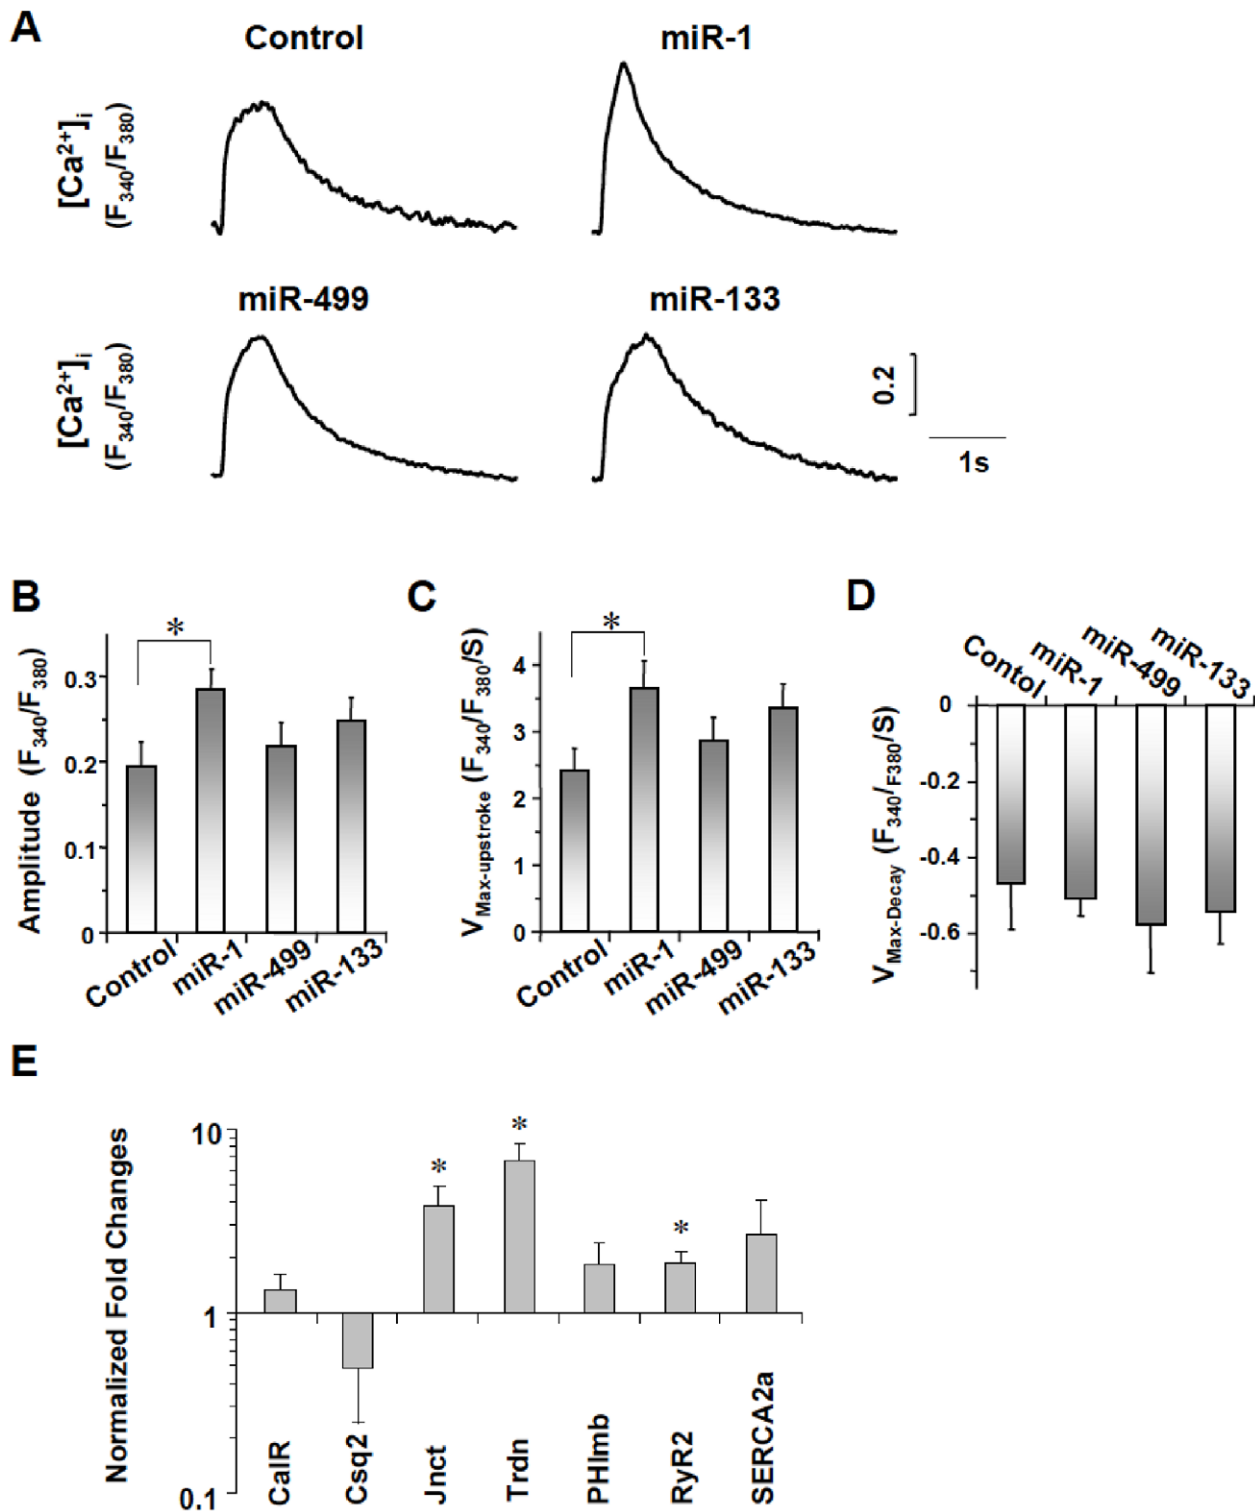 A
Control
miR-1
[Ca²⁺]ᵢ
(F₃₄₀/F₃₈₀)
miR-499
miR-133
[Ca²⁺]ᵢ
(F₃₄₀/F₃₈₀)
0.2
1s
B
Amplitude (F₃₄₀/F₃₈₀)
0.3
0.2
0.1
0
*
Control
miR-1
miR-499
miR-133
C
V_Max-upstroke (F₃₄₀/F₃₈₀/S)
4
3
2
1
0
*
Control
miR-1
miR-499
miR-133
D
Contol
miR-1
miR-499
miR-133
V_Max-Decay (F₃₄₀/F380/S)
0
-0.2
-0.4
-0.6
E
Normalized Fold Changes
10
1
0.1
*
*
*
CalR
Csq2
Jnct
Trdn
PHlmb
RyR2
SERCA2a